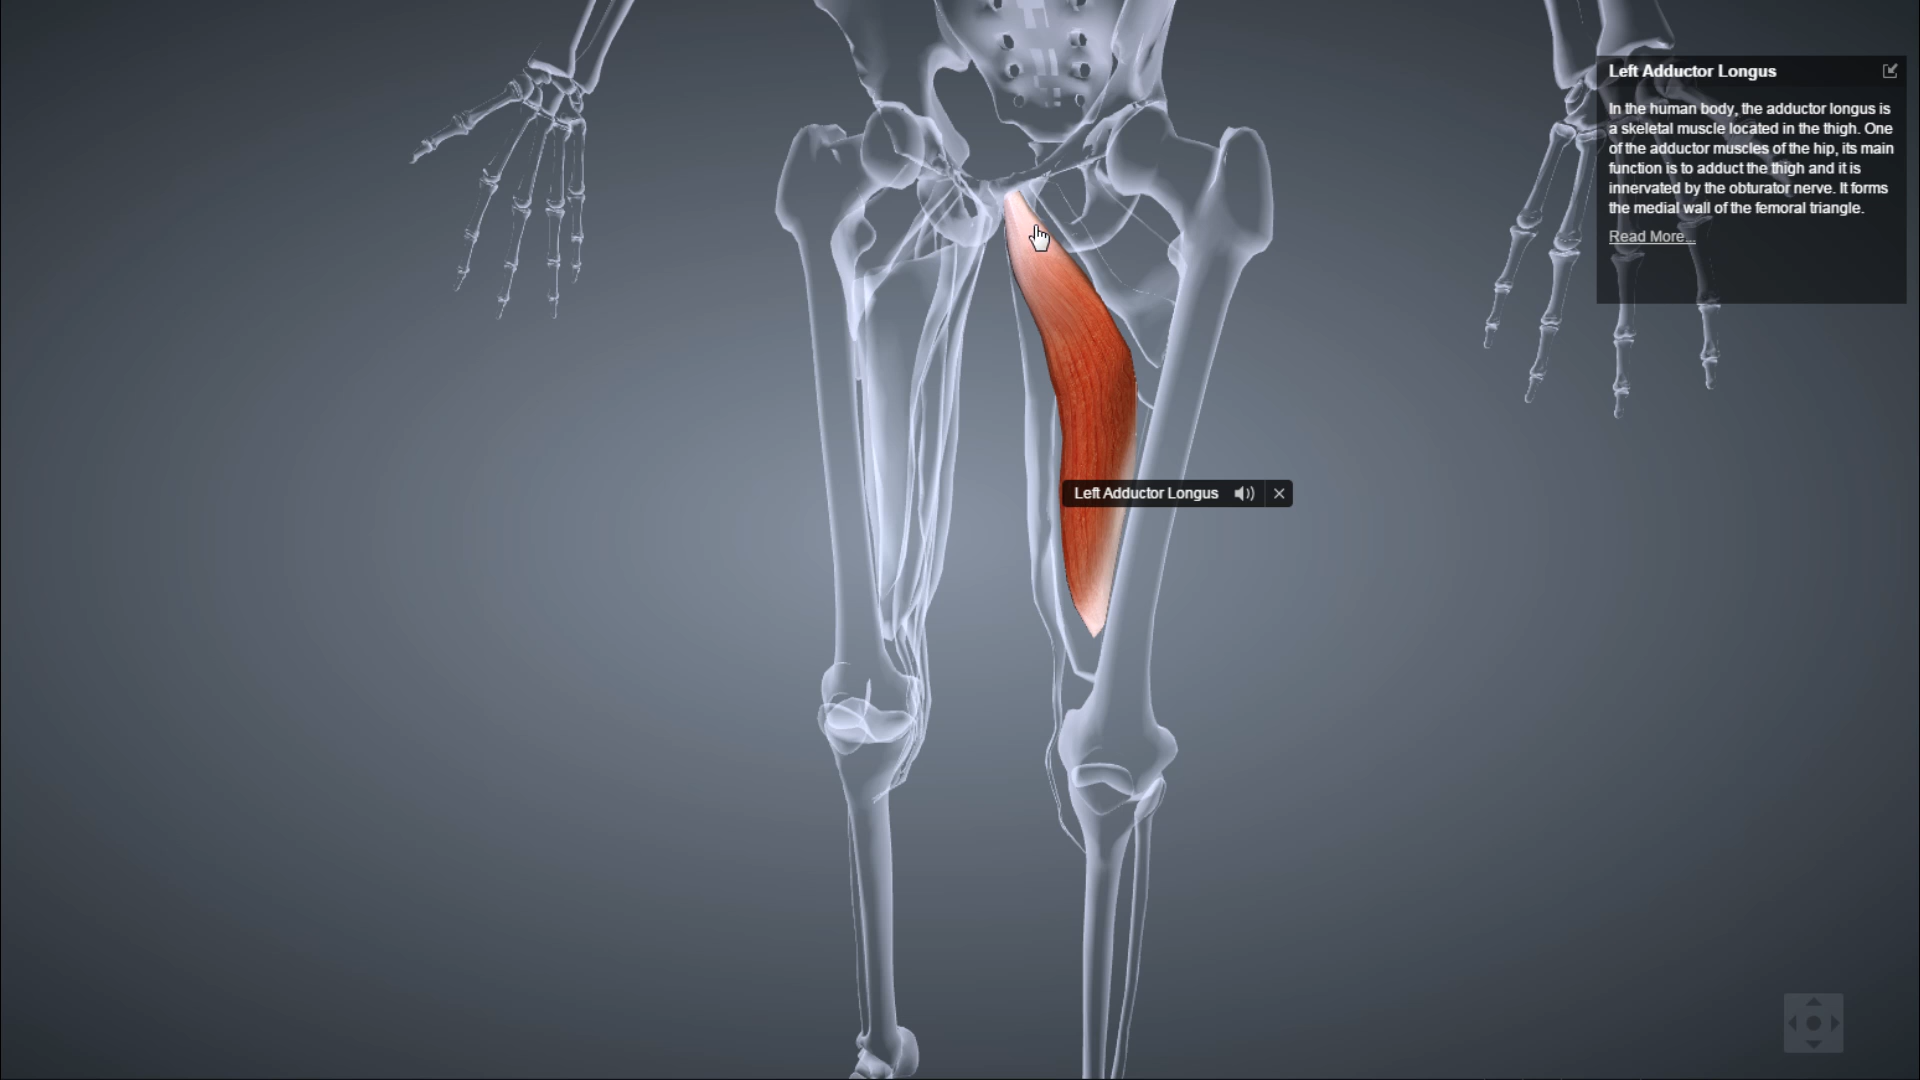 Left Adductor Longus
In the human body, the adductor longus is
a skeletal muscle located in the thigh. One
of the adductor muscles of the hip, its main
function is to adduct the thigh and it is
innervated by the obturator nerve. It forms
the medial wall of the femoral triangle.
Read More...
Left Adductor Longus